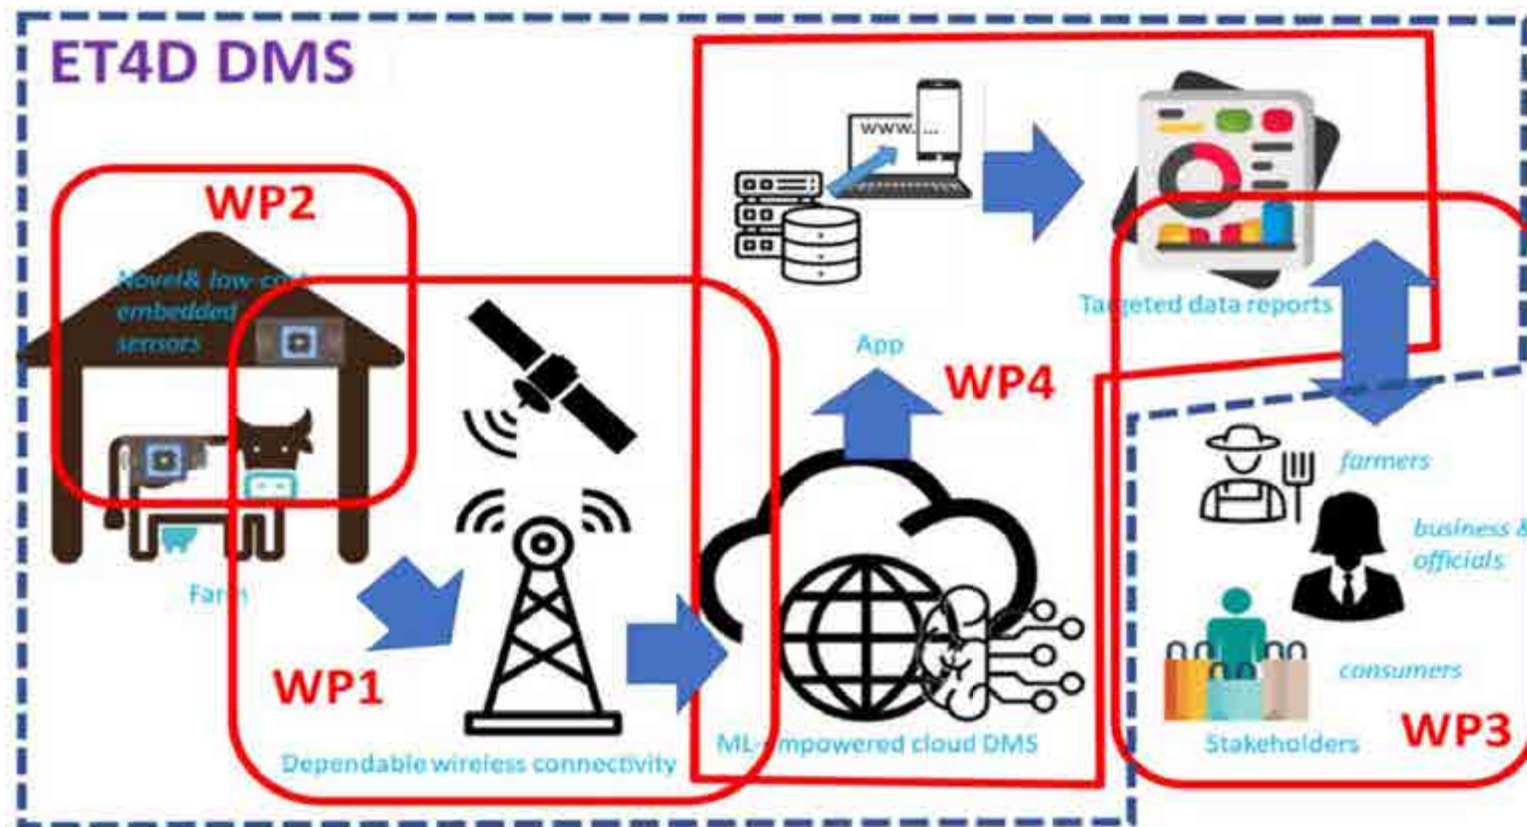 ET4D DMS
WP2
Novel& low-cost
embedded
sensors
Farm
WP1
Dependable wireless connectivity
www. ...
App
WP4
ML-empowered cloud DMS
Targeted data reports
farmers
business &
officials
consumers
Stakeholders
WP3